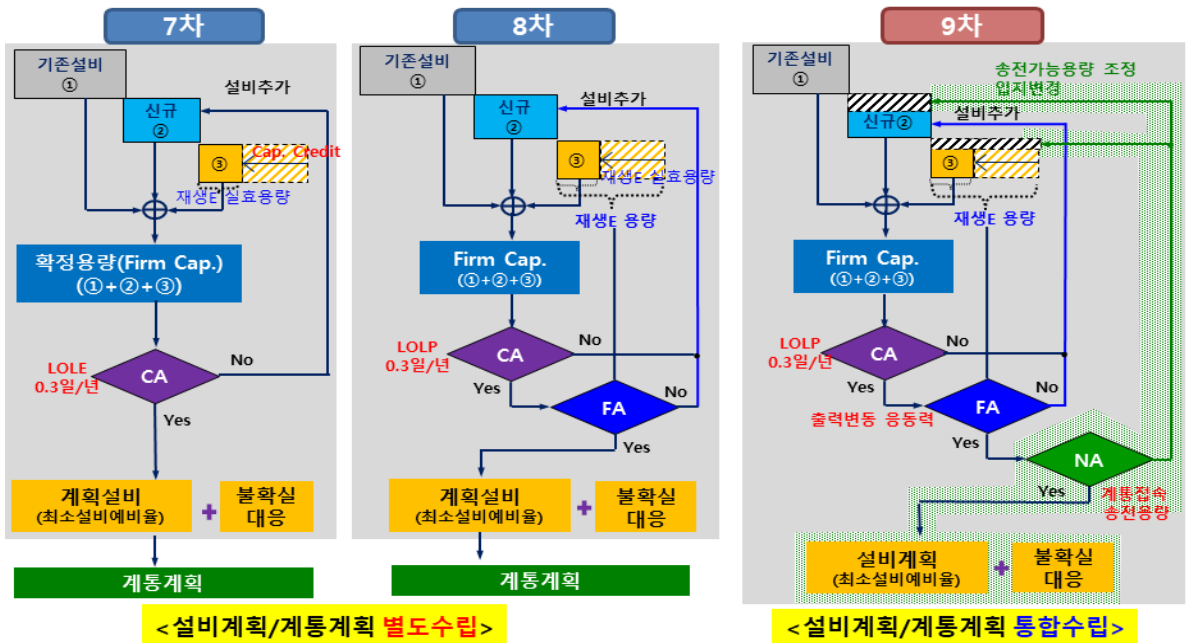 7차
기존설비
①
설비추가
신규
②
③
Cap. Credit
재생E 실효용량
확정용량(Firm Cap.)
(①+②+③)
LOLE
0.3일/년
CA
No
Yes
계획설비
(최소설비예비율)
+
불확실
대응
계통계획
8차
기존설비
①
설비추가
신규
②
③
재생E 실효용량
재생E 용량
Firm Cap.
(①+②+③)
LOLP
0.3일/년
CA
No
Yes
FA
No
Yes
계획설비
(최소설비예비율)
+
불확실
대응
계통계획
<설비계획/계통계획 별도수립>
9차
기존설비
①
송전가능용량 조정
입지변경
설비추가
신규②
③
재생E 용량
Firm Cap.
(①+②+③)
LOLP
0.3일/년
CA
No
Yes
FA
No
출력변동 응동력
Yes
NA
Yes
계통접속
송전용량
설비계획
(최소설비예비율)
+
불확실
대응
<설비계획/계통계획 통합수립>